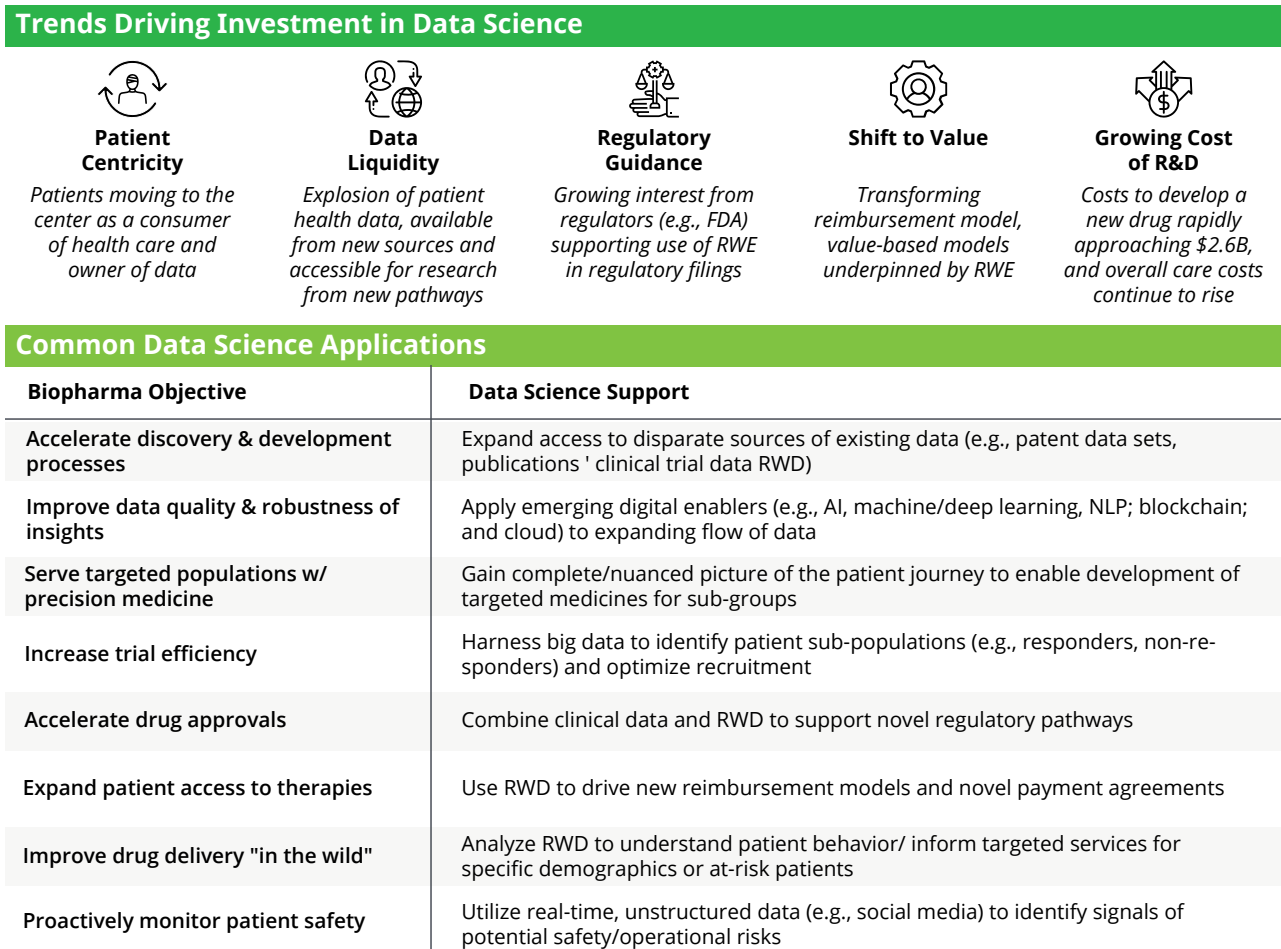 Trends Driving Investment in Data Science
Patient
Centricity
Patients moving to the
center as a consumer
of health care and
owner of data
Data
Liquidity
Explosion of patient
health data, available
from new sources and
accessible for research
from new pathways
Regulatory
Guidance
Growing interest from
regulators (e.g., FDA)
supporting use of RWE
in regulatory filings
Shift to Value
Transforming
reimbursement model,
value-based models
underpinned by RWE
Growing Cost
of R&D
Costs to develop a
new drug rapidly
approaching $2.6B,
and overall care costs
continue to rise
Common Data Science Applications
Biopharma Objective
Data Science Support
Accelerate discovery & development
processes
Expand access to disparate sources of existing data (e.g., patent data sets,
publications ' clinical trial data RWD)
Improve data quality & robustness of
insights
Apply emerging digital enablers (e.g., AI, machine/deep learning, NLP; blockchain;
and cloud) to expanding flow of data
Serve targeted populations w/
precision medicine
Gain complete/nuanced picture of the patient journey to enable development of
targeted medicines for sub-groups
Increase trial efficiency
Harness big data to identify patient sub-populations (e.g., responders, non-re-
sponders) and optimize recruitment
Accelerate drug approvals
Combine clinical data and RWD to support novel regulatory pathways
Expand patient access to therapies
Use RWD to drive new reimbursement models and novel payment agreements
Improve drug delivery "in the wild"
Analyze RWD to understand patient behavior/ inform targeted services for
specific demographics or at-risk patients
Proactively monitor patient safety
Utilize real-time, unstructured data (e.g., social media) to identify signals of
potential safety/operational risks